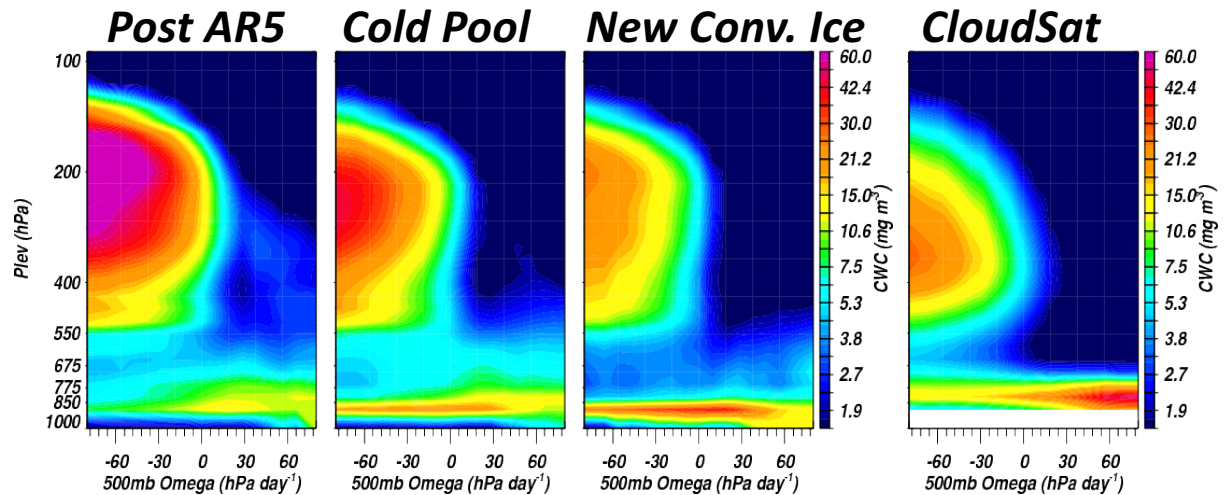 Post AR5 Cold Pool New Conv. Ice CloudSat
Plev (hPa)
100
200
400
550
675
775
850
1000
-60 -30 0 30 60
500mb Omega (hPa day-1)
-60 -30 0 30 60
500mb Omega (hPa day-1)
-60 -30 0 30 60
500mb Omega (hPa day-1)
60.0
42.4
30.0
21.2
15.0
10.6
7.5
5.3
3.8
2.7
1.9
CWC (mg m-3)
-60 -30 0 30 60
500mb Omega (hPa day-1)
60.0
42.4
30.0
21.2
15.0
10.6
7.5
5.3
3.8
2.7
1.9
CWC (mg m-3)